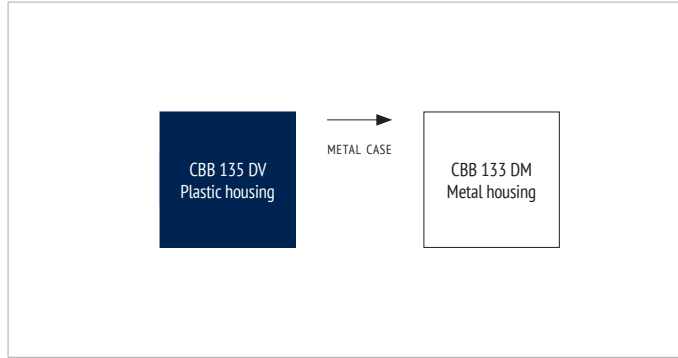 CBB 135 DV
Plastic housing
METAL CASE
CBB 133 DM
Metal housing